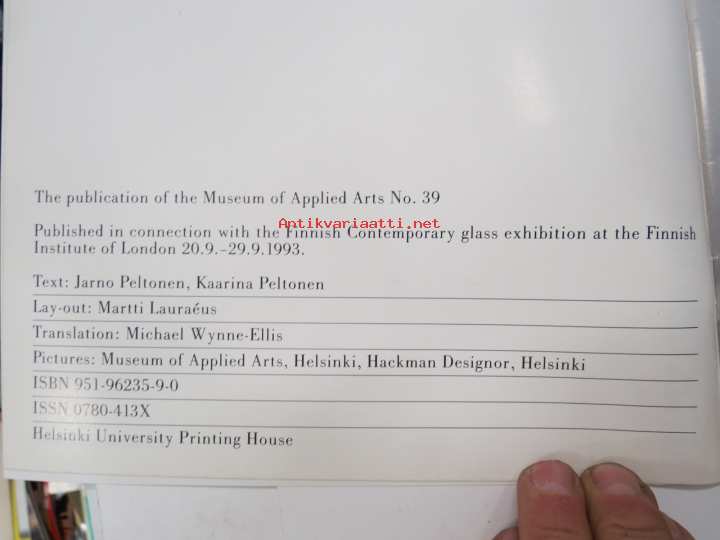 The publication of the Museum of Applied Arts No. 39
Antikvariaatti.net
Published in connection with the Finnish Contemporary glass exhibition at the Finnish
Institute of London 20.9.–29.9.1993.
Text: Jarno Peltonen, Kaarina Peltonen
Lay-out: Martti Lauraéus
Translation: Michael Wynne-Ellis
Pictures: Museum of Applied Arts, Helsinki, Hackman Designor, Helsinki
ISBN 951-96235-9-0
ISSN 0780-413X
Helsinki University Printing House